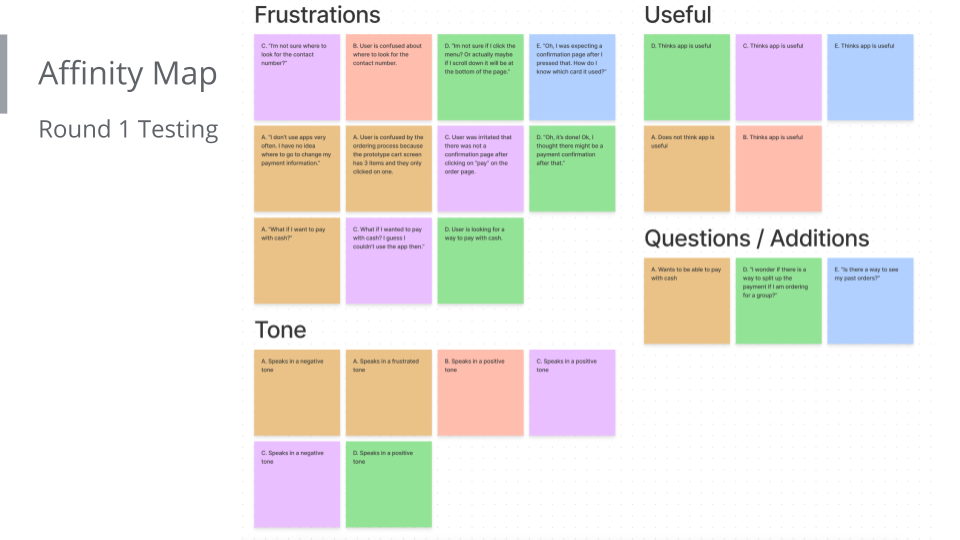 Affinity Map
Round 1 Testing
Frustrations
C. "I'm not sure where to
look for the contact
number?"
B. User is confused about
where to look for the
contact number.
D. "Im not sure if I click the
menu? Or actually maybe
if I scroll down it will be at
the bottom of the page."
E. "Oh, I was expecting a
confirmation page after I
pressed that. How do I
know which card it used?"
A. "I don't use apps very
often. I have no idea
where to go to change my
payment information."
A. User is confused by the
ordering process because
the prototype cart screen
has 3 items and they only
clicked on one.
C. User was irritated that
there was not a
confirmation page after
clicking on "pay" on the
order page.
D. "Oh, it's done! Ok, I
thought there might be a
payment confirmation
after that."
A. "What if I want to pay
with cash?"
C. What if I wanted to pay
with cash? I guess I
couldn't use the app then."
D. User is looking for a
way to pay with cash.
Tone
A. Speaks in a negative
tone
A. Speaks in a frustrated
tone
B. Speaks in a positive
tone
C. Speaks in a positive
tone
C. Speaks in a negative
tone
D. Speaks in a positive
tone
Useful
D. Thinks app is useful
C. Thinks app is useful
E. Thinks app is useful
A. Does not think app is
useful
B. Thinks app is useful
Questions / Additions
A. Wants to be able to pay
with cash
D. "I wonder if there is a
way to split up the
payment if I am ordering
for a group?"
E. "Is there a way to see
my past orders?"